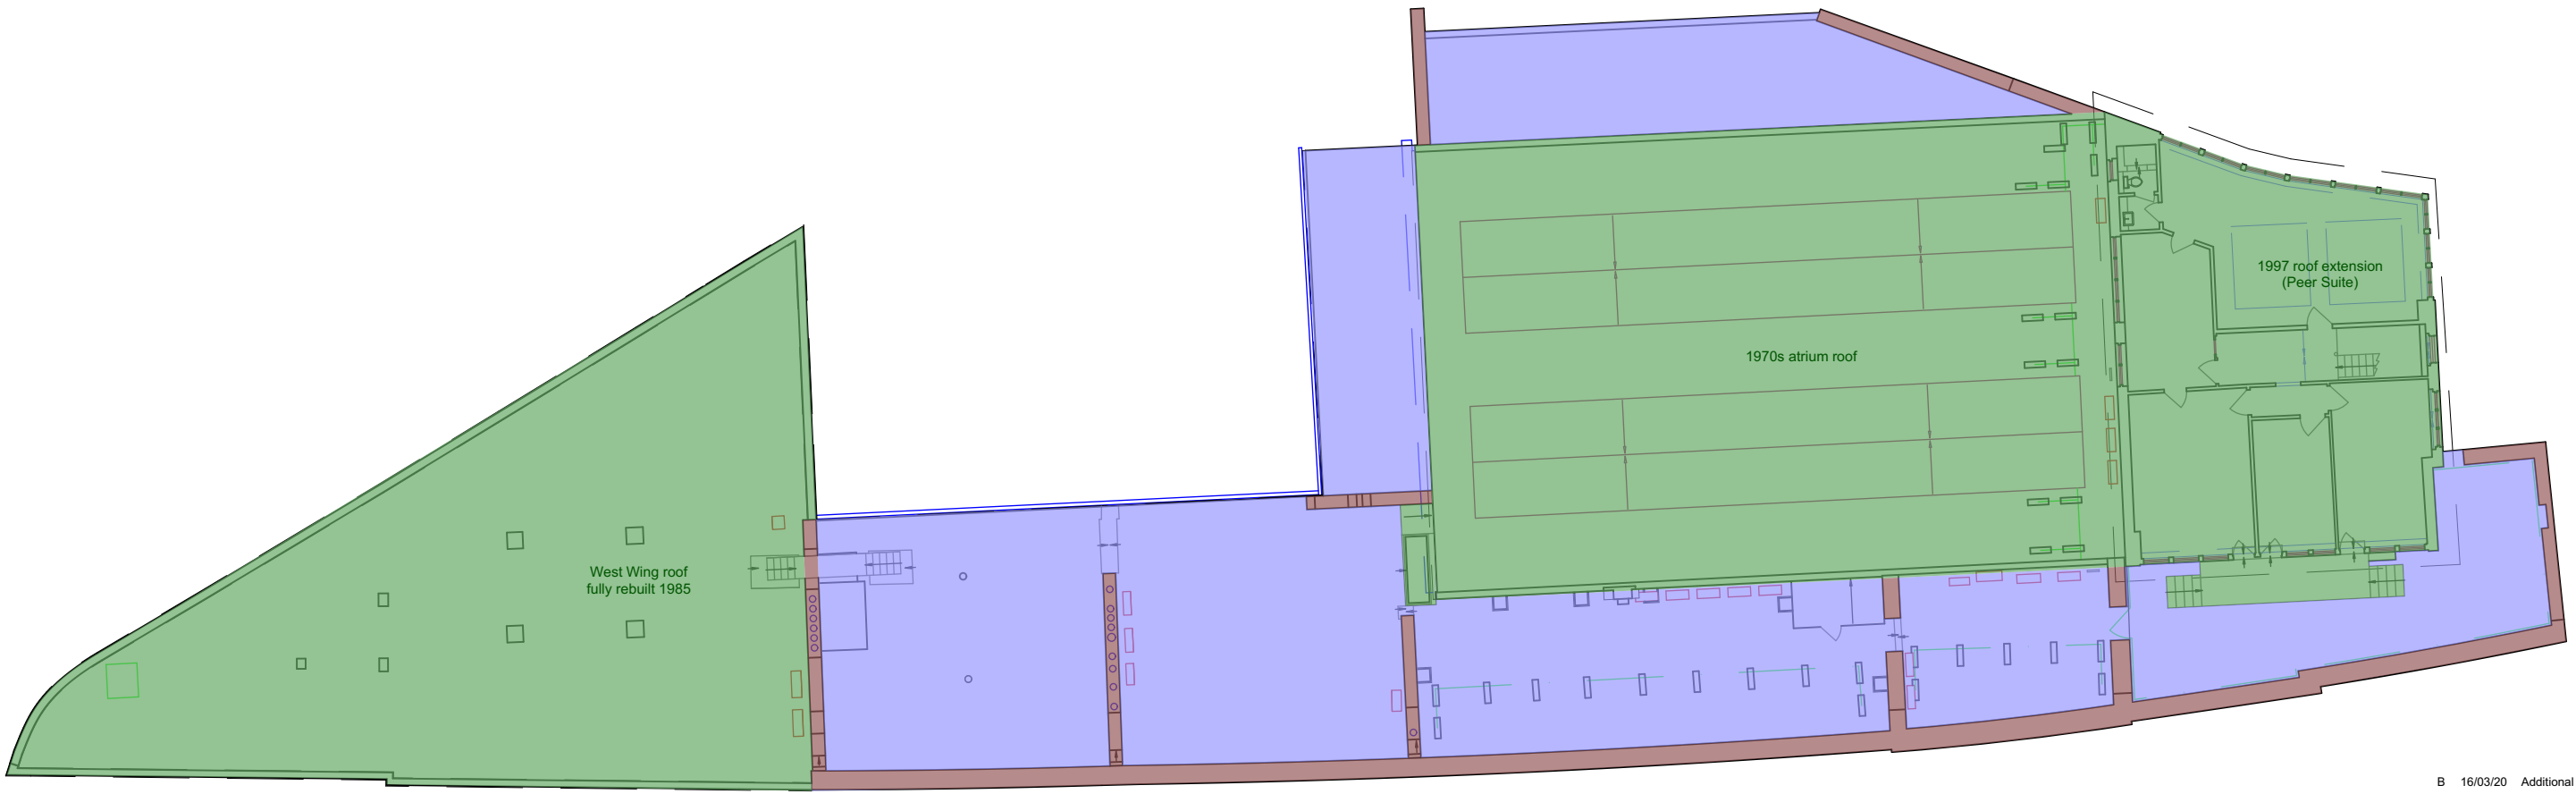 1997 roof extension
(Peer Suite)
1970s atrium roof
West Wing roof
fully rebuilt 1985
B 16/03/20 Additional